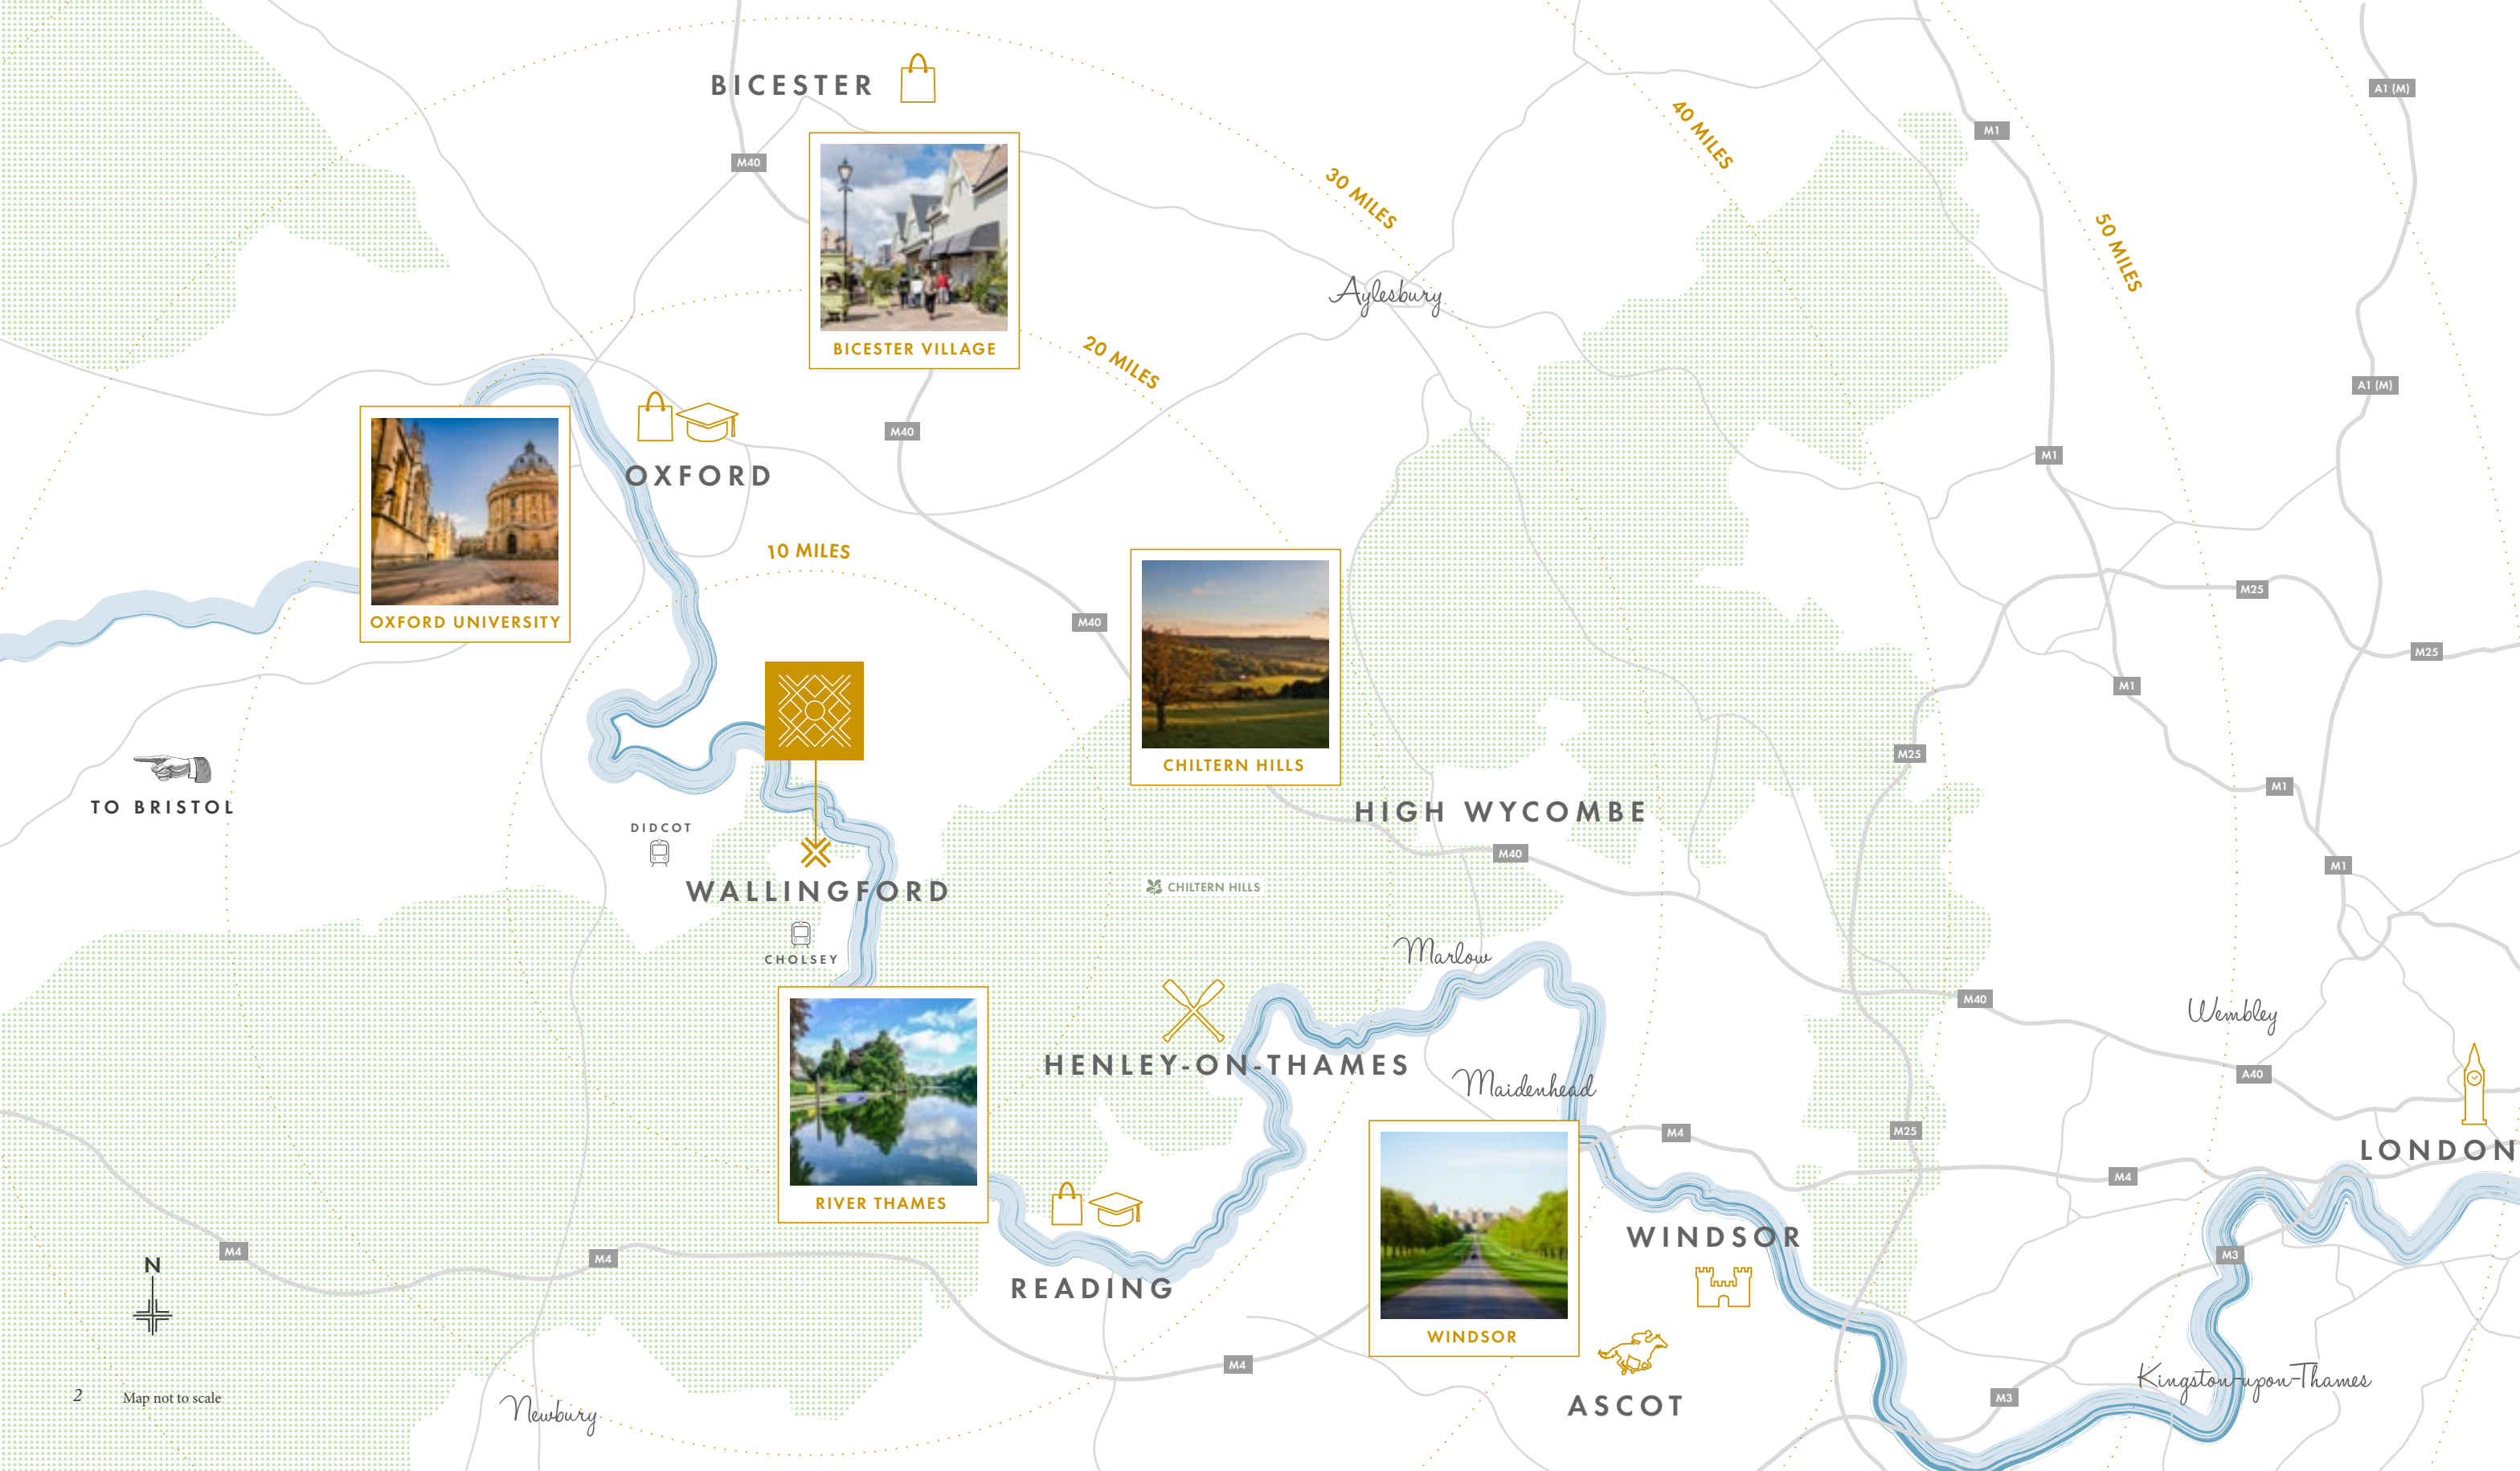 BICESTER
A1 (M)
M1
40 MILES
M40
30 MILES
50 MILES
Aylesbury
BICESTER VILLAGE
20 MILES
A1 (M)
M40
M1
OXFORD
10 MILES
M25
OXFORD UNIVERSITY
M40
M25
M1
M25
CHILTERN HILLS
M1
TO BRISTOL
HIGH WYCOMBE
DIDCOT
M40
M1
WALLINGFORD
CHILTERN HILLS
CHOLSEY
Marlow
M40
Wembley
HENLEY-ON-THAMES
A40
Maidenhead
M4
M25
LONDON
M4
RIVER THAMES
WINDSOR
M4
M4
M3
N
READING
WINDSOR
M4
Kingston-upon-Thames
2
Map not to scale
M3
ASCOT
Newbury